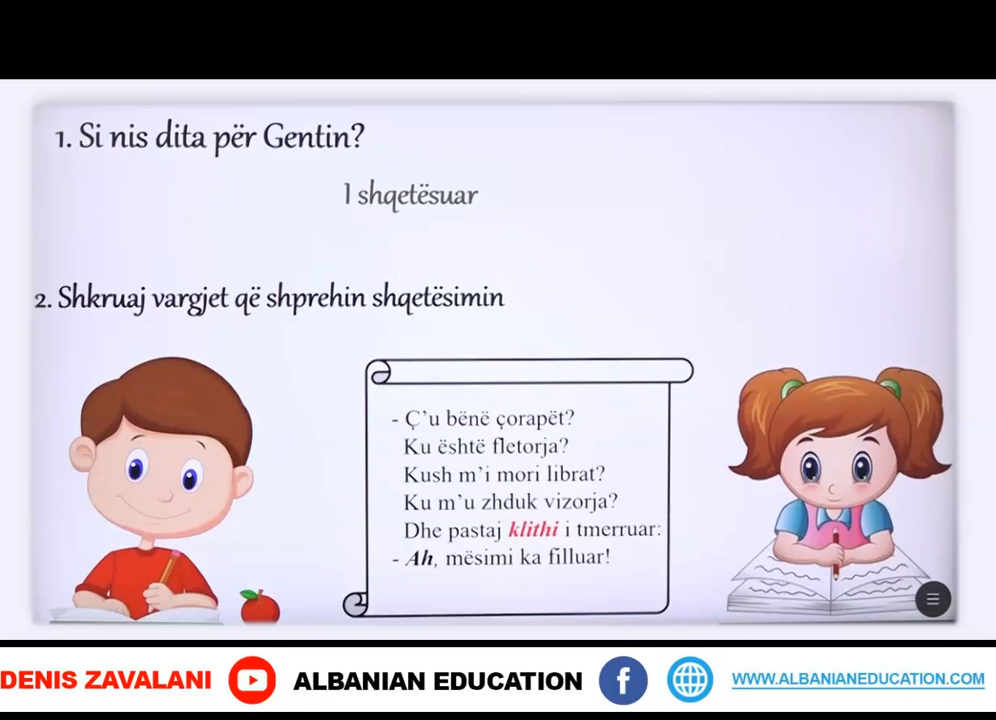 1. Si nis dita për Gentin?
I shqetësuar
2. Shkruaj vargjet që shprehin shqetësimin
- Ç'u bënë çorapët?
Ku është fletorja?
Kush m'i mori librat?
Ku m'u zhduk vizorja?
Dhe pastaj klithi i tmerruar:
- Ah, mësimi ka filluar!
DENIS ZAVALANI ALBANIAN EDUCATION f WWW.ALBANIANEDUCATION.COM